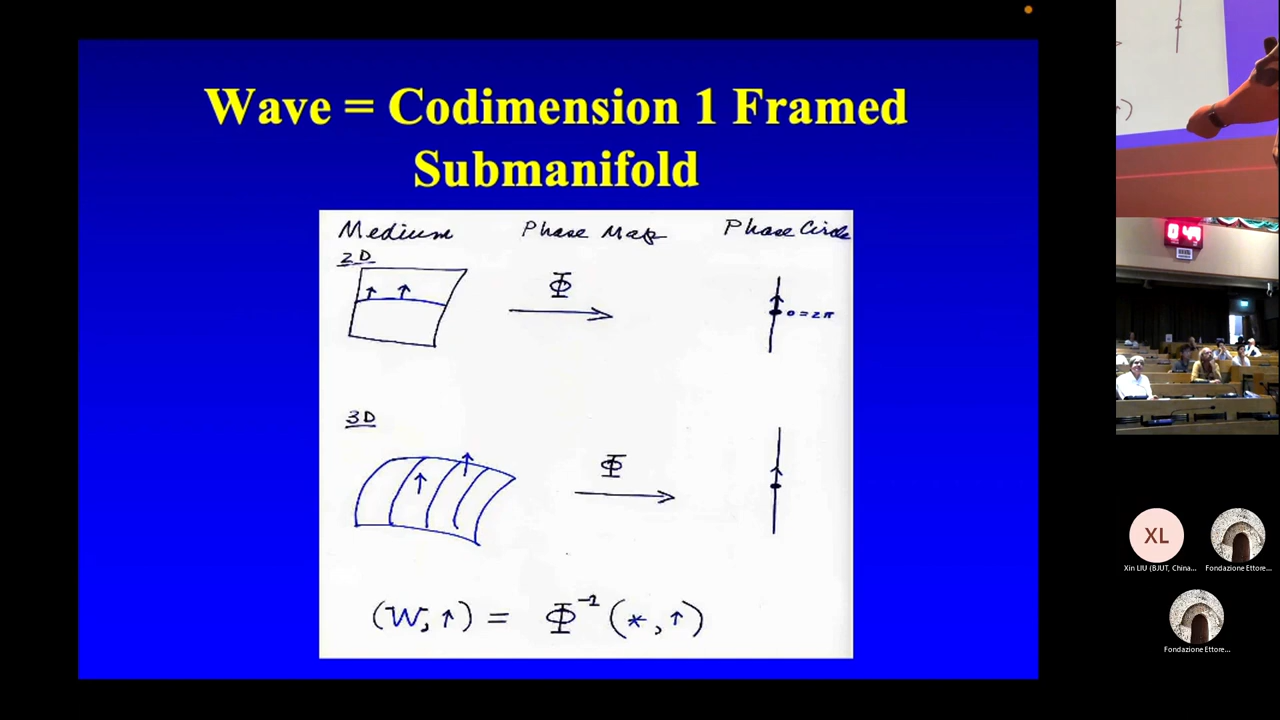 Wave = Codimension 1 Framed
Submanifold
Medium Phase Map Phase Circle
2D
Φ
0 = 2π
3D
Φ
(W, ↑) = Φ⁻¹ (*, ↑)
XL
Xin LIU (BJUT, China...
Fondazione Ettore...
Fondazione Ettore...